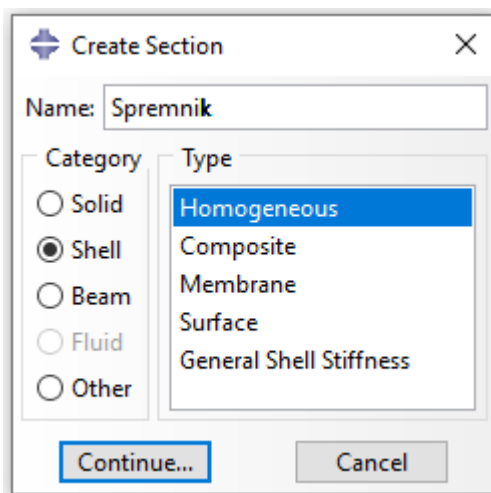 Create Section
Name: Spremnik
Category
Type
Solid
Shell
Beam
Fluid
Other
Homogeneous
Composite
Membrane
Surface
General Shell Stiffness
Continue...
Cancel